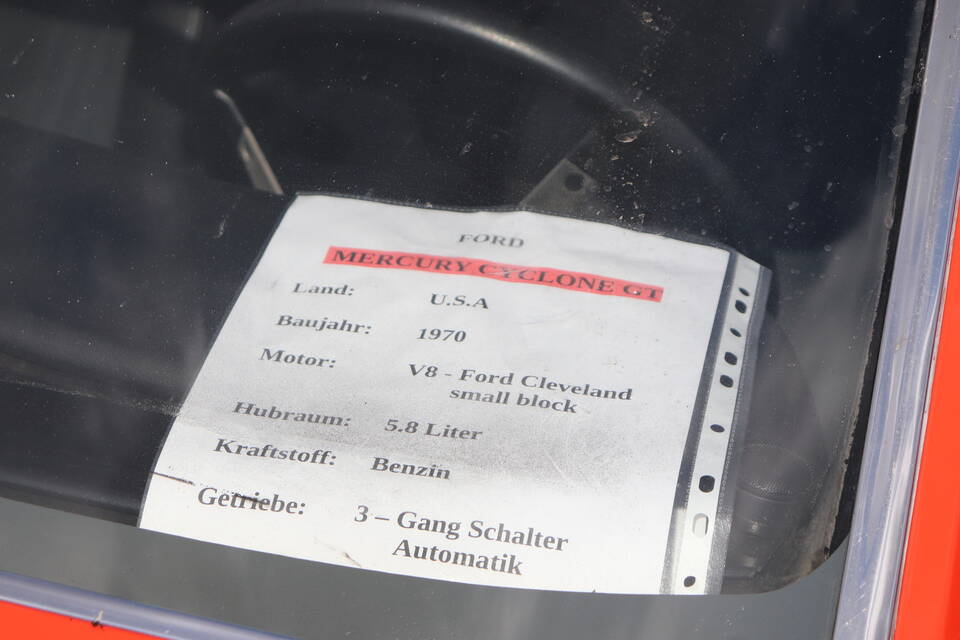 FORD
MERCURY CYCLONE GT
Land: U.S.A
Baujahr: 1970
Motor: V8 - Ford Cleveland
small block
Hubraum: 5.8 Liter
Kraftstoff: Benzin
Getriebe: 3 – Gang Schalter
Automatik